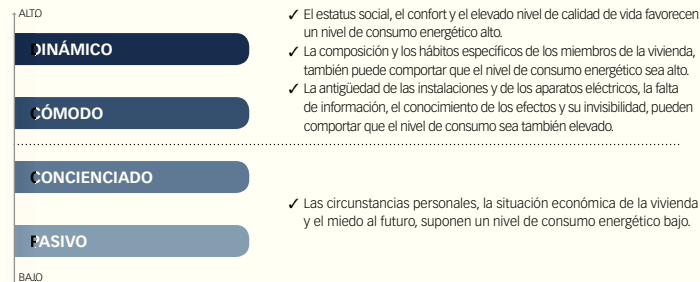 ALTO
DINÁMICO
CÓMODO
CONCIENCIADO
PASIVO
BAJO
✓ El estatus social, el confort y el elevado nivel de calidad de vida favorecen
un nivel de consumo energético alto.
✓ La composición y los hábitos específicos de los miembros de la vivienda,
también puede comportar que el nivel de consumo energético sea alto.
✓ La antigüedad de las instalaciones y de los aparatos eléctricos, la falta
de información, el conocimiento de los efectos y su invisibilidad, pueden
comportar que el nivel de consumo sea también elevado.
✓ Las circunstancias personales, la situación económica de la vivienda
y el miedo al futuro, suponen un nivel de consumo energético bajo.